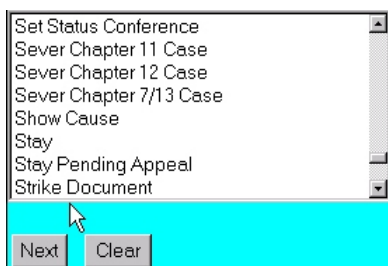 Set Status Conference
Sever Chapter 11 Case
Sever Chapter 12 Case
Sever Chapter 7/13 Case
Show Cause
Stay
Stay Pending Appeal
Strike Document
Next Clear